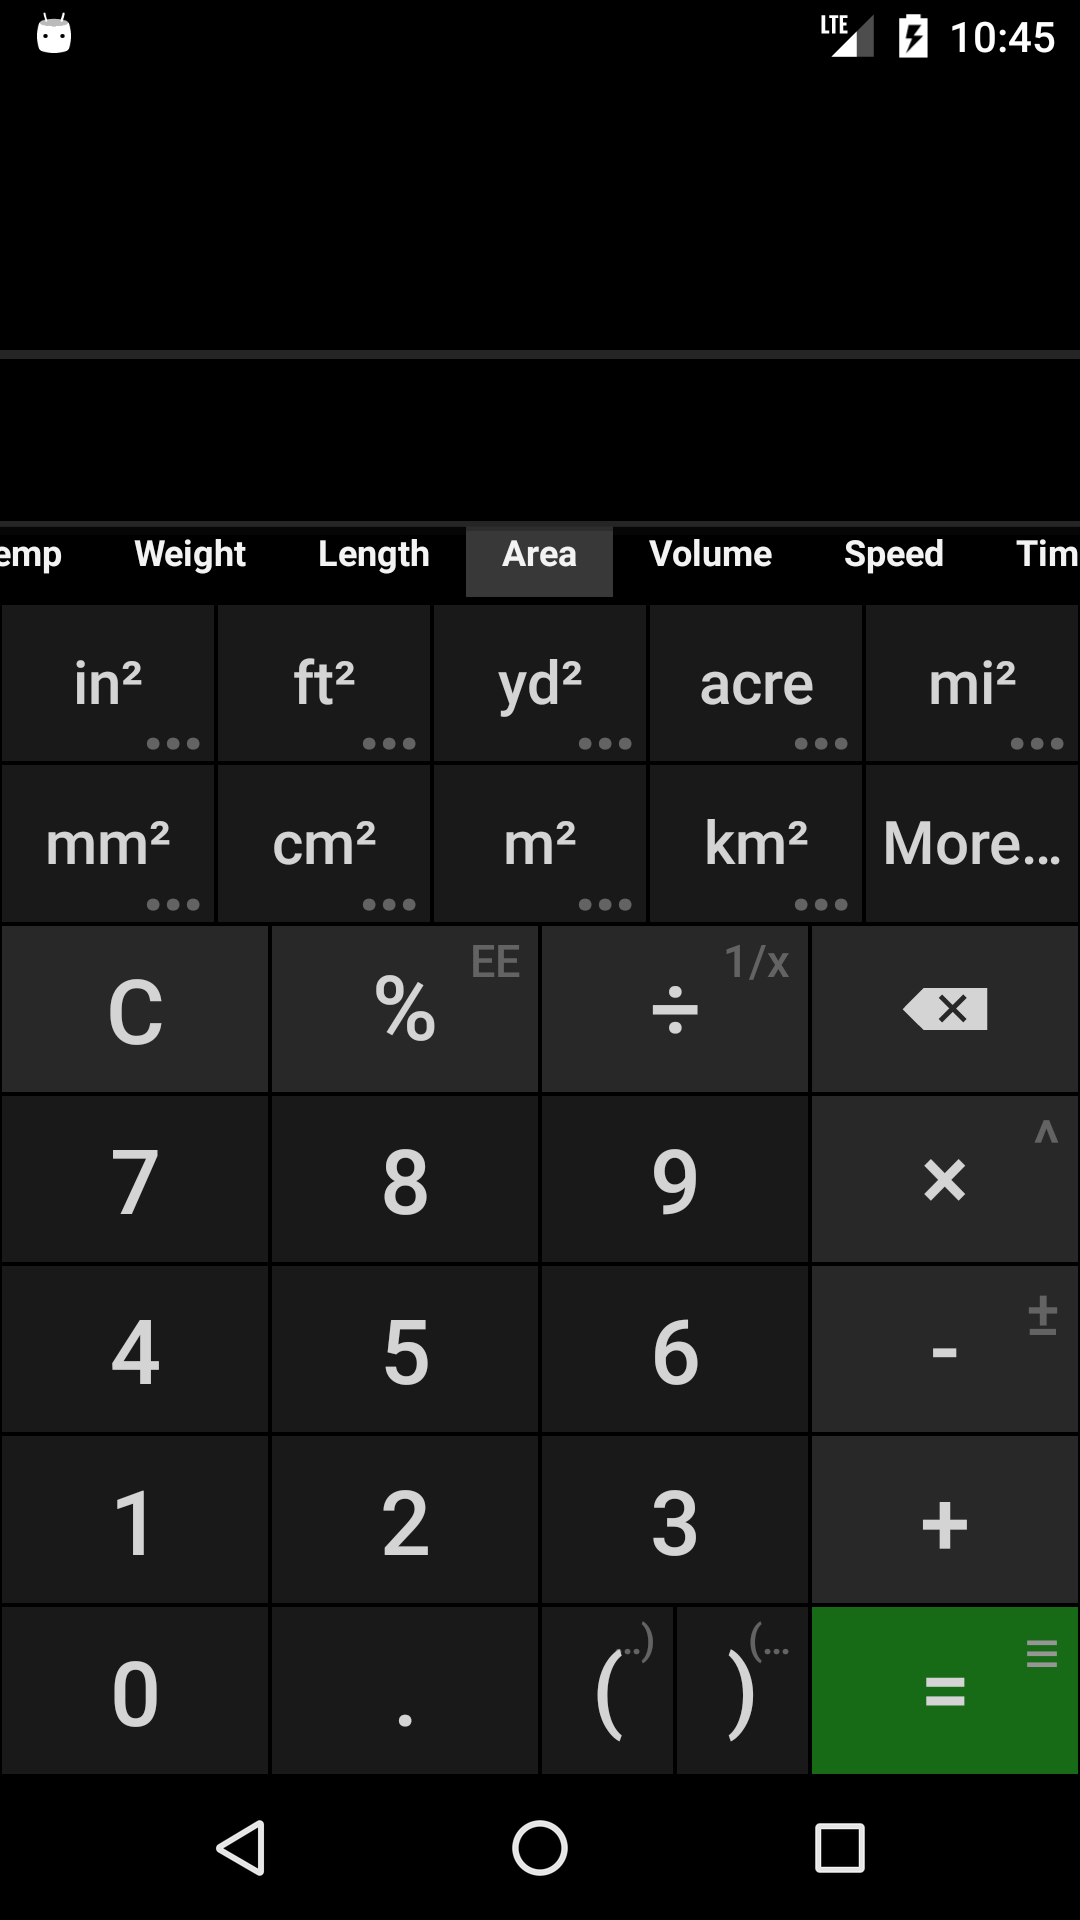 LTE 10:45
emp Weight Length Area Volume Speed Tim
in² ft² yd² acre mi²
mm² cm² m² km² More...
C % EE ÷ 1/x
7 8 9 × ^
4 5 6 - ±
1 2 3 +
0 . ( ..) ) (... =